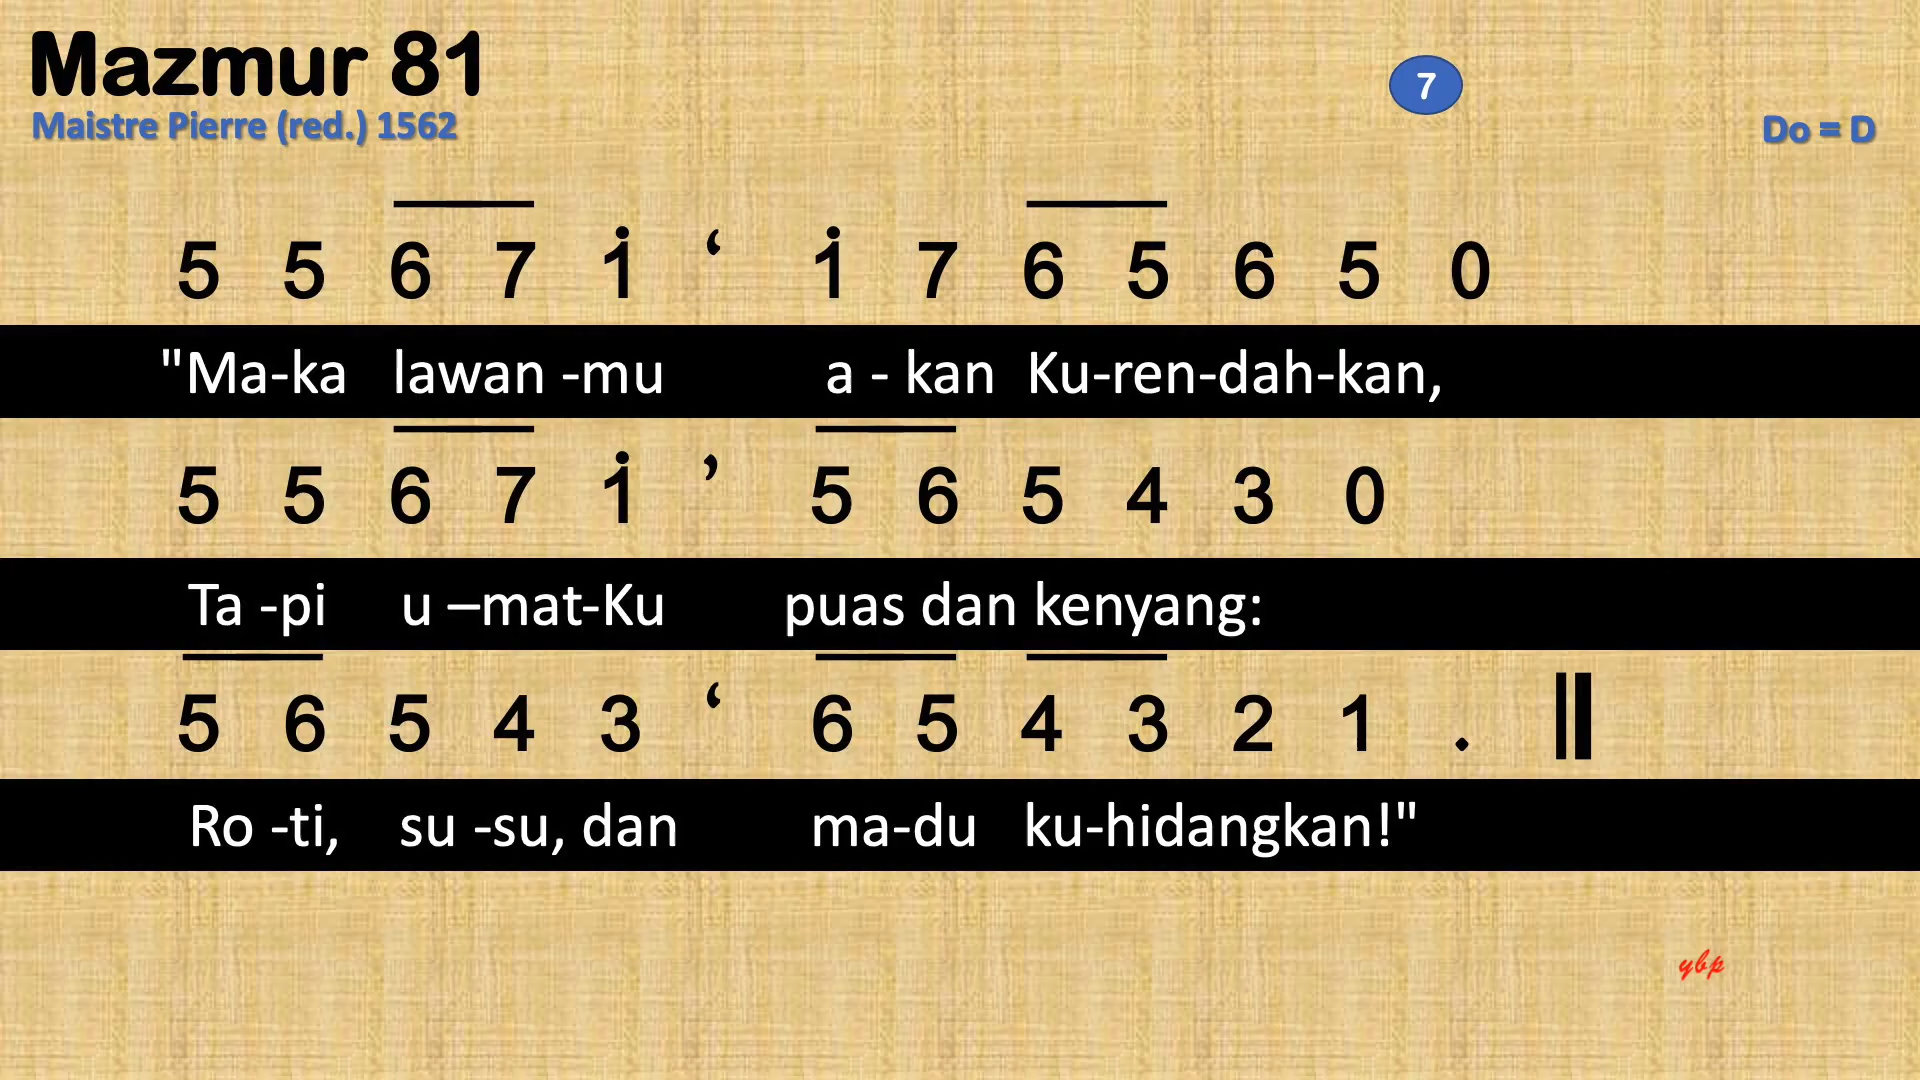 Mazmur 81
Maistre Pierre (red.) 1562
7
Do = D
5 5 6 7 1̇ ‘ 1̇ 7 6 5 6 5 0
"Ma-ka lawan -mu a - kan Ku-ren-dah-kan,
5 5 6 7 1̇ ’ 5 6 5 4 3 0
Ta -pi u –mat-Ku puas dan kenyang:
5 6 5 4 3 ‘ 6 5 4 3 2 1 . ||
Ro -ti, su -su, dan ma-du ku-hidangkan!"
ybp